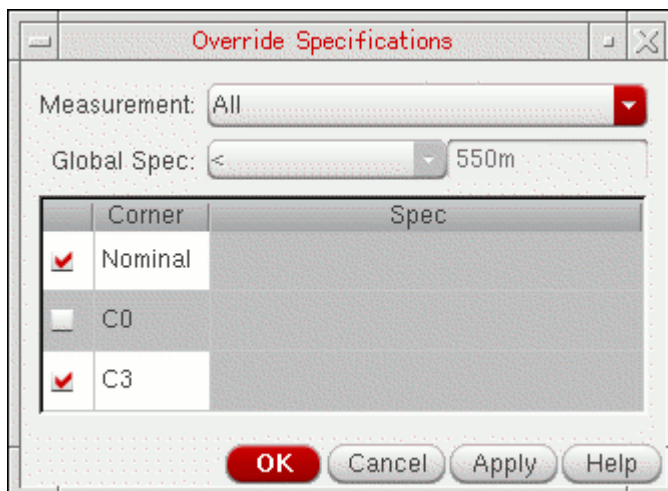 Override Specifications
Measurement: All
Global Spec: < 550m
Corner Spec
Nominal
C0
C3
OK Cancel Apply Help